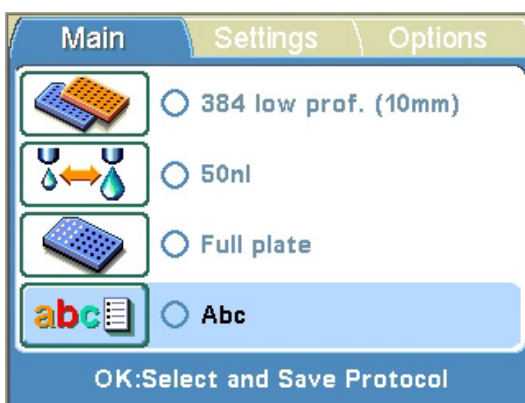 Main Settings Options
384 low prof. (10mm)
50nl
Full plate
abc Abc
OK:Select and Save Protocol